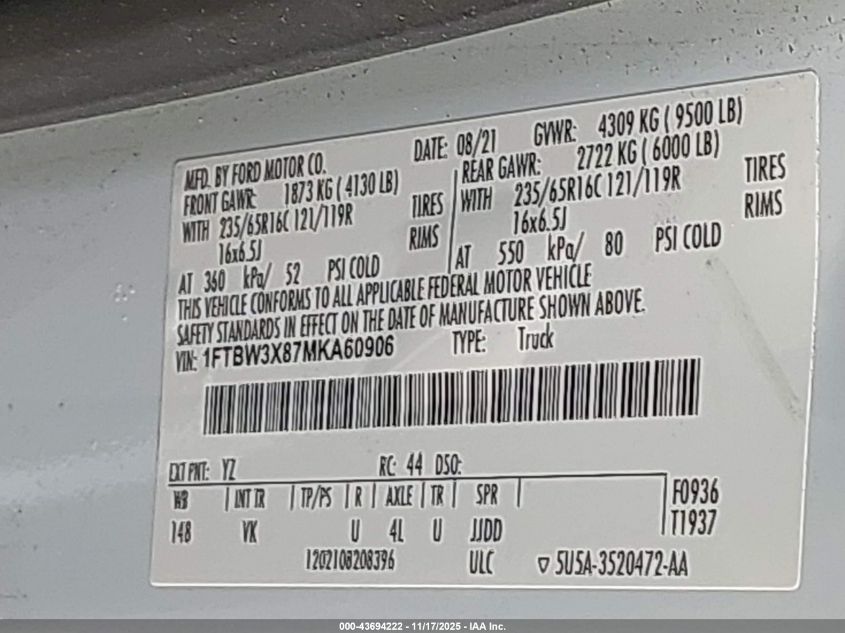 MFD. BY FORD MOTOR CO. DATE: 08/21 GVWR: 4309 KG ( 9500 LB)
FRONT GAWR: 1873 KG ( 4130 LB) REAR GAWR: 2722 KG ( 6000 LB)
WITH 235/65R16C 121/119R TIRES WITH 235/65R16C 121/119R TIRES
16x6.5J RIMS 16x6.5J RIMS
AT 360 kPa/ 52 PSI COLD AT 550 kPa/ 80 PSI COLD
THIS VEHICLE CONFORMS TO ALL APPLICABLE FEDERAL MOTOR VEHICLE
SAFETY STANDARDS IN EFFECT ON THE DATE OF MANUFACTURE SHOWN ABOVE.
VIN: 1FTBW3X87MKA60906 TYPE: Truck
EXT PNT: YZ RC: 44 DSO:
WB INT TR TP/PS R AXLE TR SPR F0936
148 VK U 4L U JJDD T1937
1202108208396 ULC 5U5A-3520472-AA
000-43694222 - 11/17/2025 - IAA Inc.